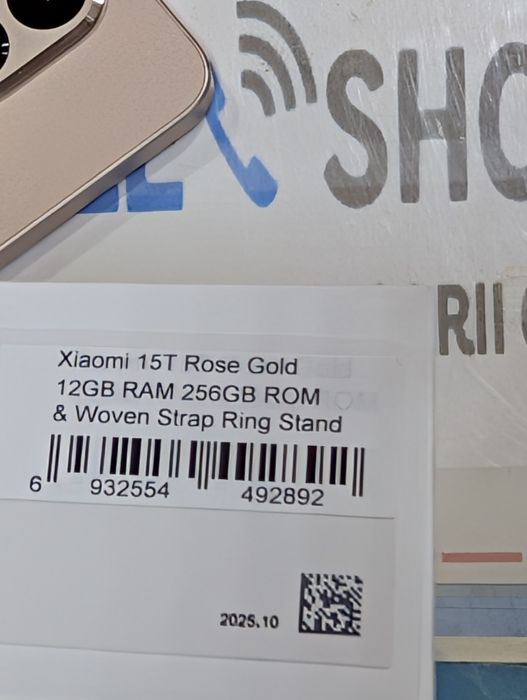 SHO
RII
Xiaomi 15T Rose Gold
12GB RAM 256GB ROM
& Woven Strap Ring Stand
6 932554 492892
2025.10